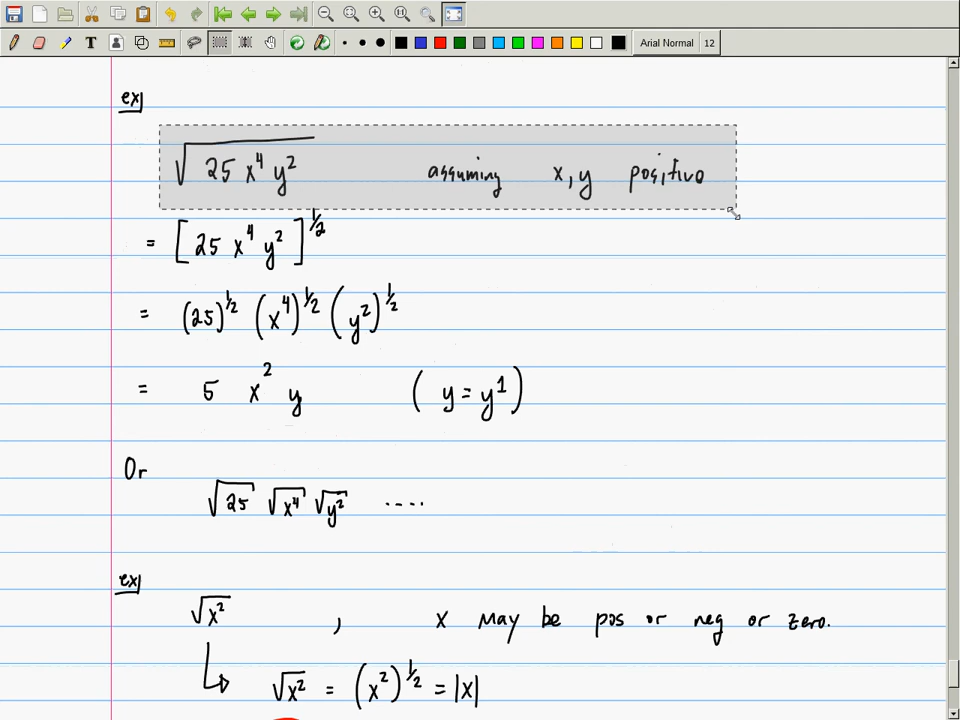 Arial Normal 12
ex
√(25 x⁴ y²) assuming x, y positive
= [25 x⁴ y²]^(1/2)
= (25)^(1/2) (x⁴)^(1/2) (y²)^(1/2)
= 5 x² y ( y = y¹ )
Or
√25 √x⁴ √y² ....
ex
√x² , x may be pos or neg or zero.
√x² = (x²)^(1/2) = |x|